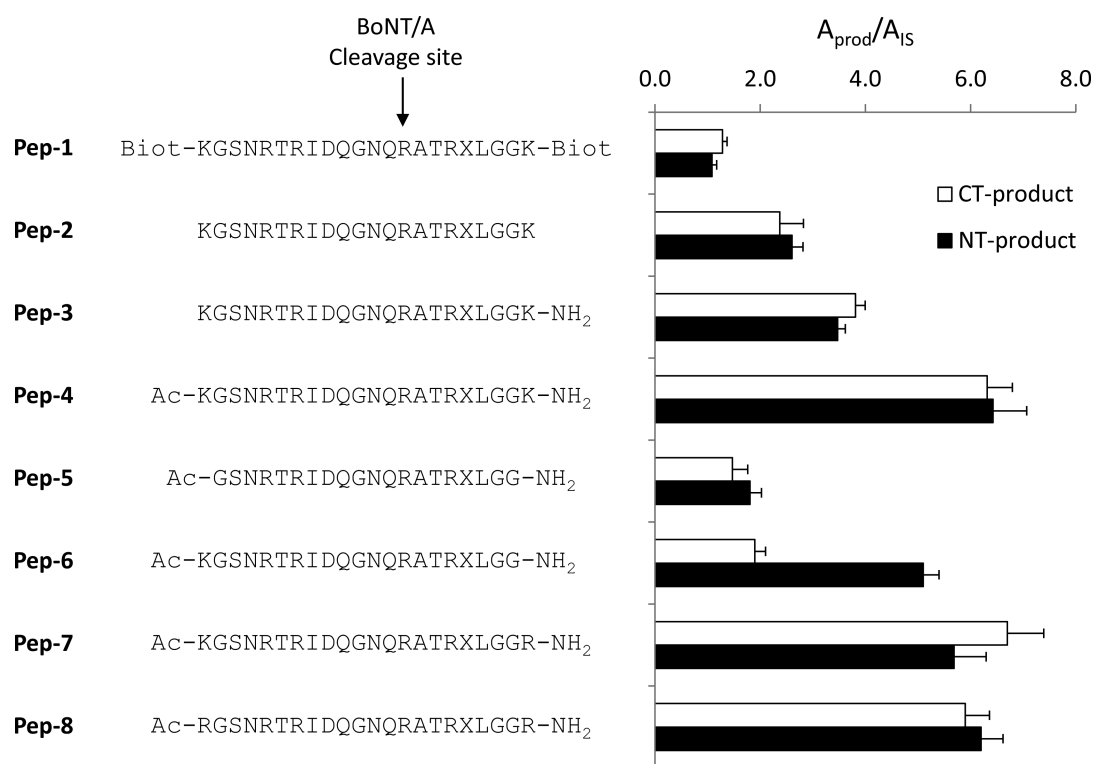 BoNT/A
Cleavage site
A_prod/A_IS
0.0 2.0 4.0 6.0 8.0
Pep-1 Biot-KGSNRTRIDQGNQRATRXLGGK-Biot
CT-product
Pep-2 KGSNRTRIDQGNQRATRXLGGK
NT-product
Pep-3 KGSNRTRIDQGNQRATRXLGGK-NH₂
Pep-4 Ac-KGSNRTRIDQGNQRATRXLGGK-NH₂
Pep-5 Ac-GSNRTRIDQGNQRATRXLGG-NH₂
Pep-6 Ac-KGSNRTRIDQGNQRATRXLGG-NH₂
Pep-7 Ac-KGSNRTRIDQGNQRATRXLGGR-NH₂
Pep-8 Ac-RGSNRTRIDQGNQRATRXLGGR-NH₂